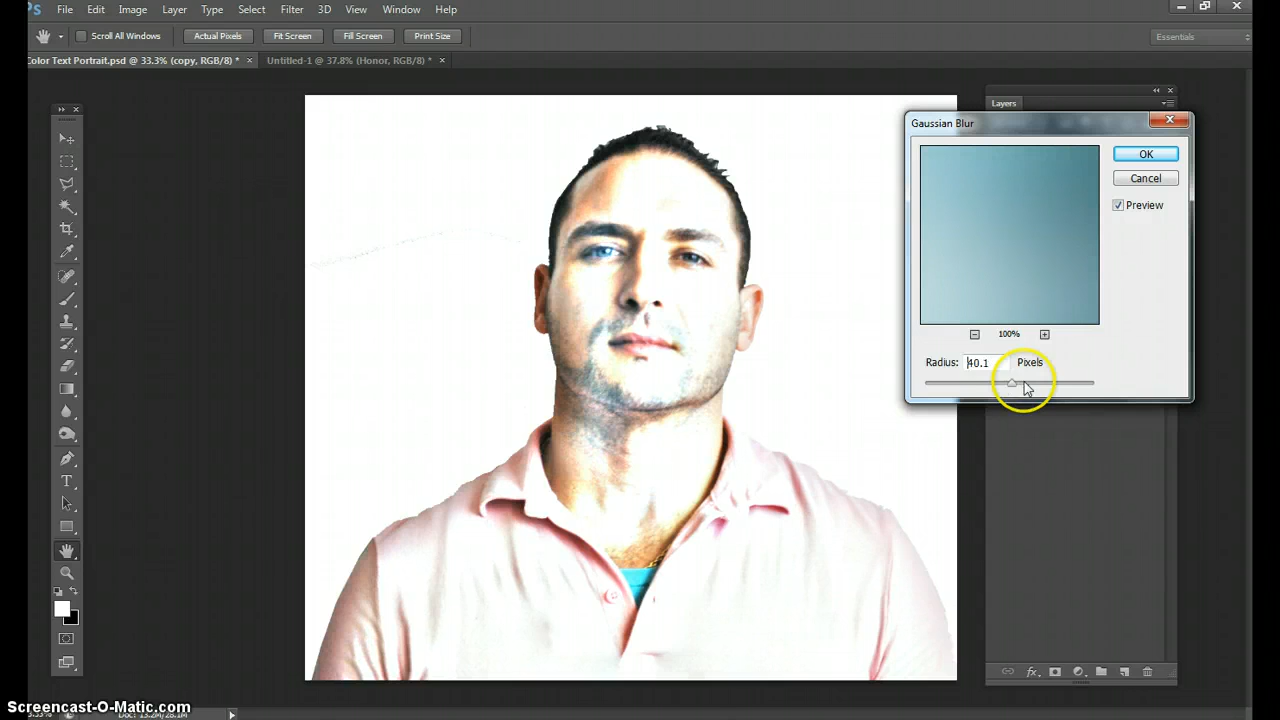 Ps File Edit Image Layer Type Select Filter 3D View Window Help
Scroll All Windows Actual Pixels Fit Screen Fill Screen Print Size Essentials
Color Text Portrait.psd @ 33.3% (copy, RGB/8) * × Untitled-1 @ 37.8% (Honor, RGB/8) * ×
Layers
Gaussian Blur
OK
Cancel
Preview
100%
Radius: 40.1 Pixels
T
fx
Screencast-O-Matic.com